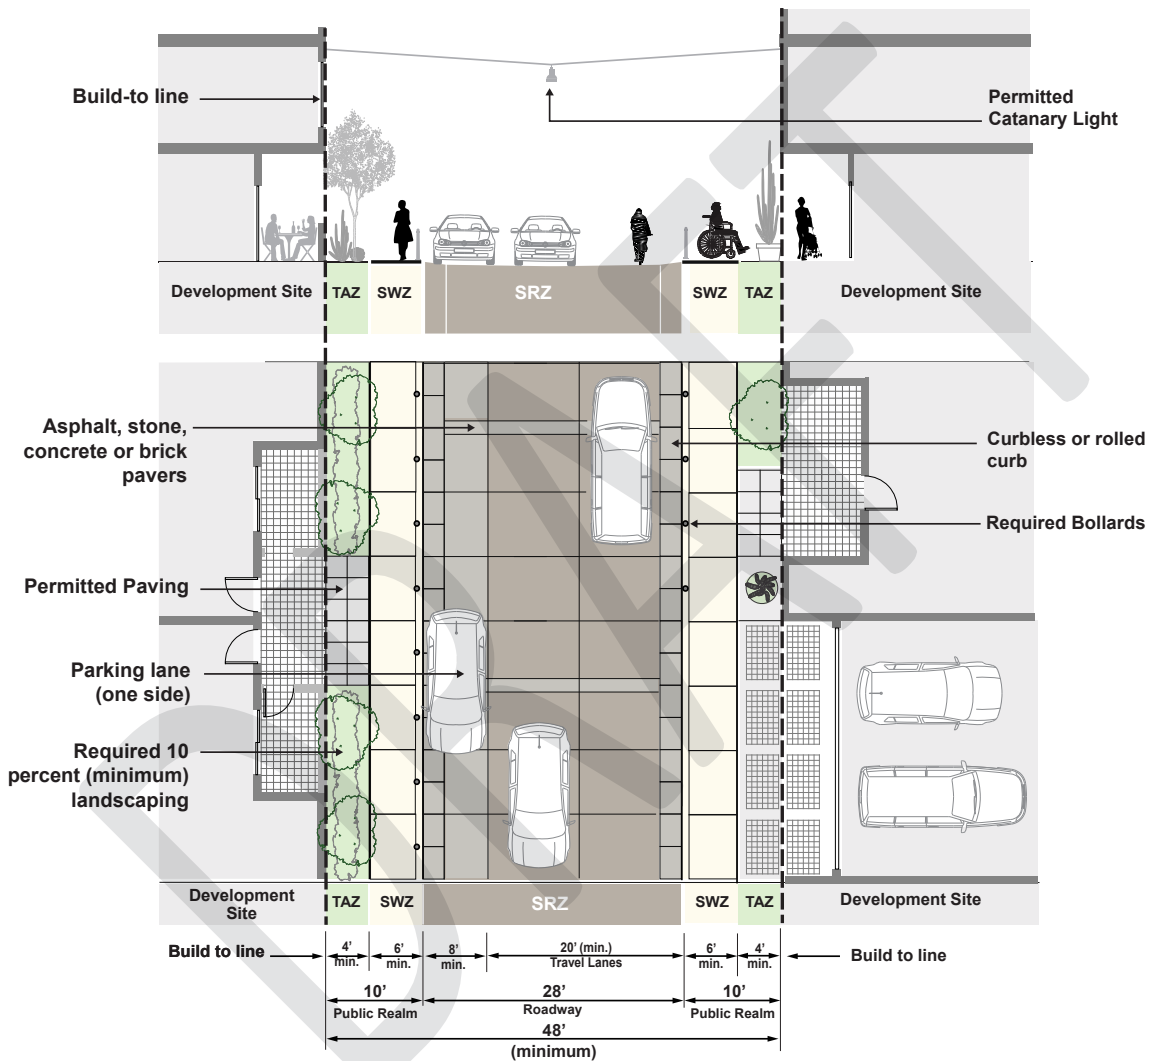 Build-to line
Permitted
Catanary Light
Development Site
TAZ
SWZ
SRZ
SWZ
TAZ
Development Site
Asphalt, stone,
concrete or brick
pavers
Curbless or rolled
curb
Required Bollards
Permitted Paving
Parking lane
(one side)
Required 10
percent (minimum)
landscaping
Development
Site
TAZ
SWZ
SRZ
SWZ
TAZ
Development Site
Build to line
4'
min.
6'
min.
8'
min.
20' (min.)
Travel Lanes
6'
min.
4'
min.
Build to line
10'
Public Realm
28'
Roadway
10'
Public Realm
48'
(minimum)
DRAFT